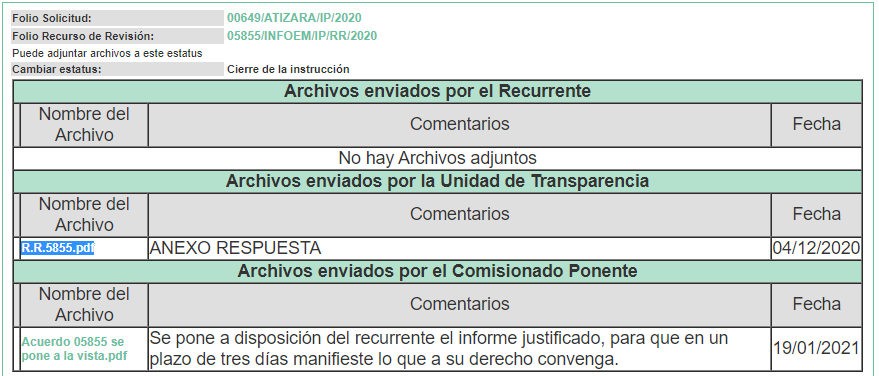 Folio Solicitud: 00649/ATIZARA/IP/2020
Folio Recurso de Revisión: 05855/INFOEM/IP/RR/2020
Puede adjuntar archivos a este estatus
Cambiar estatus: Cierre de la instrucción
Archivos enviados por el Recurrente
Nombre del Archivo Comentarios Fecha
No hay Archivos adjuntos
Archivos enviados por la Unidad de Transparencia
Nombre del Archivo Comentarios Fecha
R.R.5855.pdf ANEXO RESPUESTA 04/12/2020
Archivos enviados por el Comisionado Ponente
Nombre del Archivo Comentarios Fecha
Acuerdo 05855 se pone a la vista.pdf Se pone a disposición del recurrente el informe justificado, para que en un plazo de tres días manifieste lo que a su derecho convenga. 19/01/2021